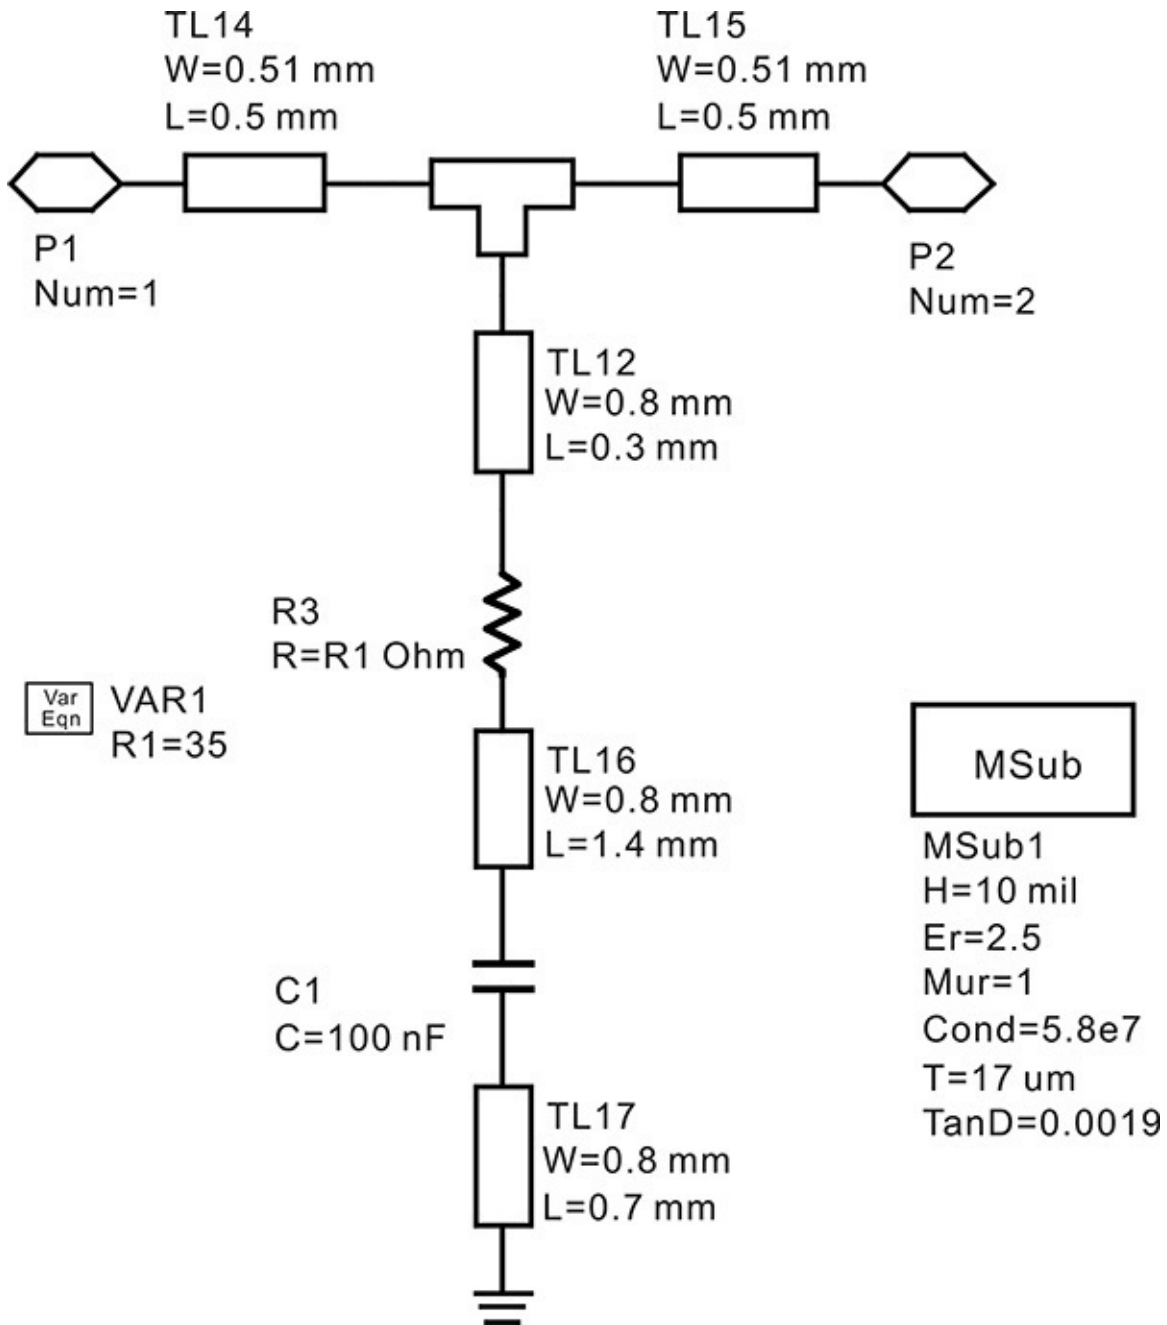 TL14
W=0.51 mm
L=0.5 mm
TL15
W=0.51 mm
L=0.5 mm
P1
Num=1
P2
Num=2
TL12
W=0.8 mm
L=0.3 mm
R3
R=R1 Ohm
Var
Eqn
VAR1
R1=35
TL16
W=0.8 mm
L=1.4 mm
MSub
MSub1
H=10 mil
Er=2.5
Mur=1
Cond=5.8e7
T=17 um
TanD=0.0019
C1
C=100 nF
TL17
W=0.8 mm
L=0.7 mm